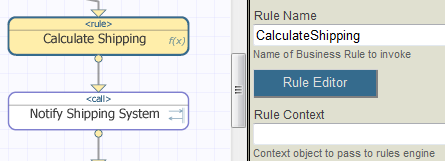 <rule>
Calculate Shipping
f(x)
<call>
Notify Shipping System
Rule Name
CalculateShipping
Name of Business Rule to invoke
Rule Editor
Rule Context
Context object to pass to rules engine